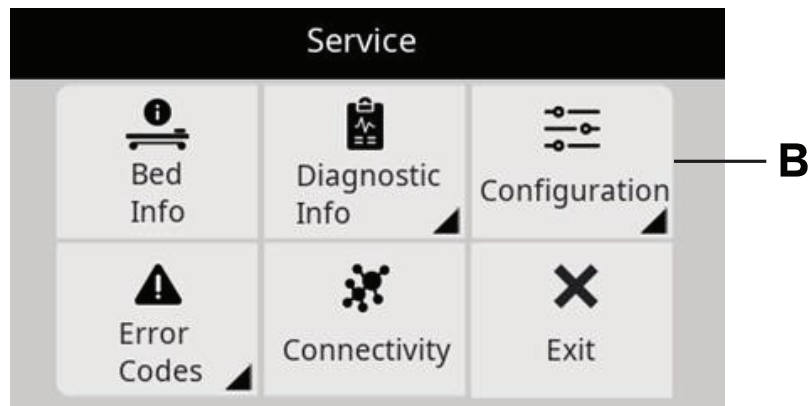 Service
Bed
Info
Diagnostic
Info
Configuration
B
Error
Codes
Connectivity
Exit